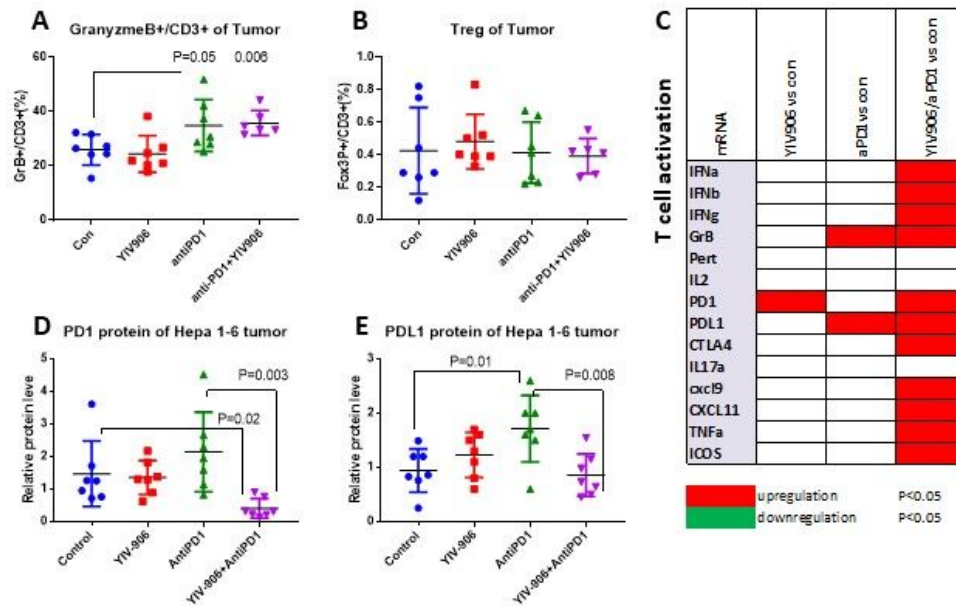 A
GranyzmeB+/CD3+ of Tumor
P=0.05 0.006
GrB+/CD3+(%)
60
40
20
0
Con
YIV906
antiPD1
anti-PD1+YIV906
B
Treg of Tumor
Fox3P+/CD3+(%)
1.0
0.8
0.6
0.4
0.2
0.0
Con
YIV906
antiPD1
anti-PD1+YIV906
C
T cell activation
mRNA
YIV906 vs con
aPD1 vs con
YIV906/a PD1 vs con
IFNa
IFNb
IFNg
GrB
Pert
IL2
PD1
PDL1
CTLA4
IL17a
cxcl9
CXCL11
TNFa
ICOS
upregulation P<0.05
downregulation P<0.05
D
PD1 protein of Hepa 1-6 tumor
P=0.003
P=0.02
Relative protein leve
5
4
3
2
1
0
Control
YIV-906
AntiPD1
YIV-906+AntiPD1
E
PDL1 protein of Hepa 1-6 tumor
P=0.01
P=0.008
Relative protein level
3
2
1
0
Control
YIV-906
AntiPD1
YIV-906+AntiPD1